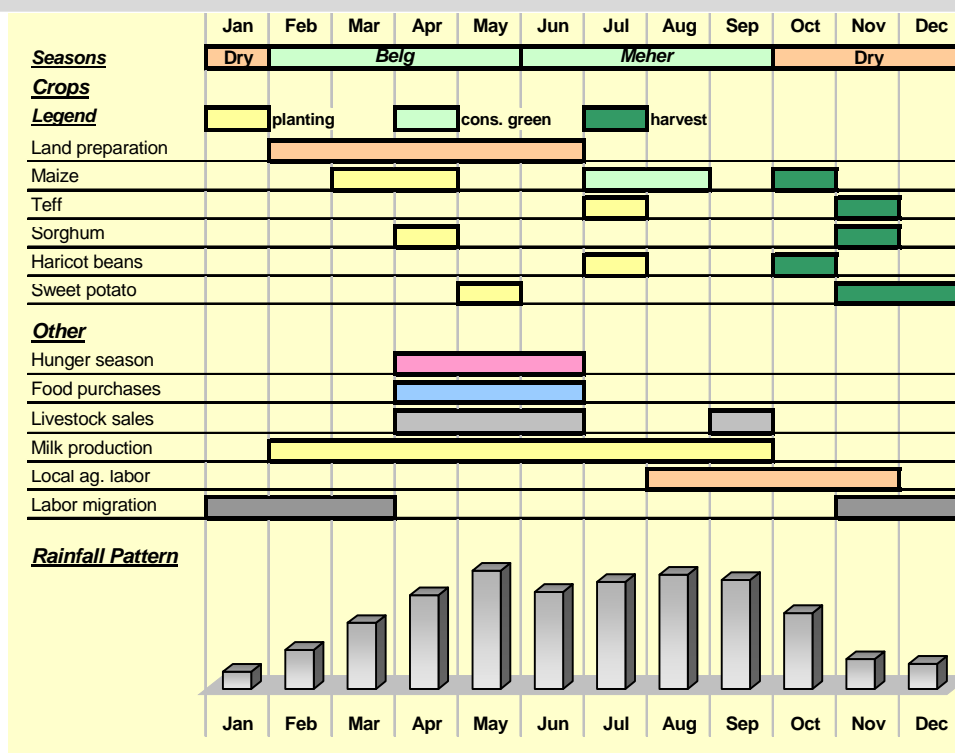 Jan Feb Mar Apr May Jun Jul Aug Sep Oct Nov Dec
Seasons Dry Belg Meher Dry
Crops
Legend planting cons. green harvest
Land preparation
Maize
Teff
Sorghum
Haricot beans
Sweet potato
Other
Hunger season
Food purchases
Livestock sales
Milk production
Local ag. labor
Labor migration
Rainfall Pattern
Jan Feb Mar Apr May Jun Jul Aug Sep Oct Nov Dec